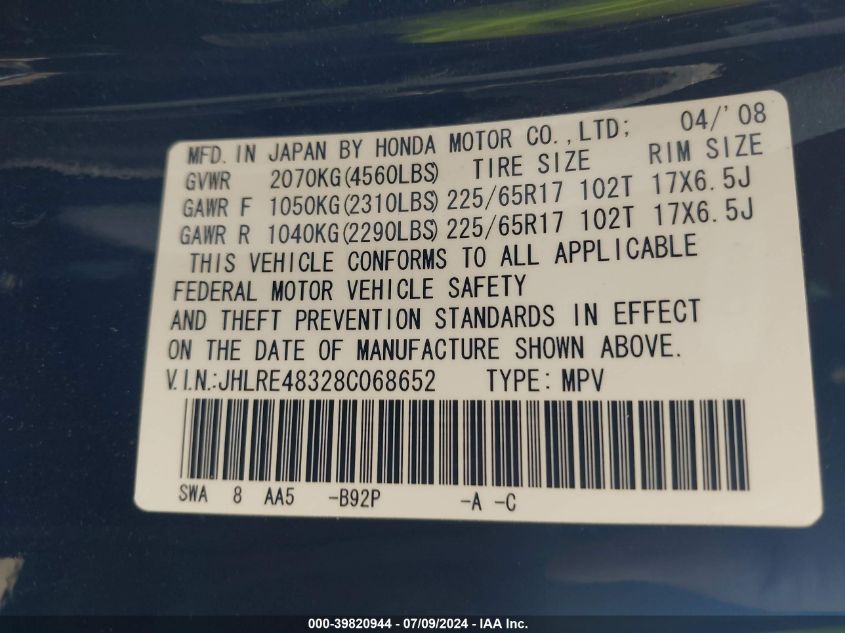 MFD. IN JAPAN BY HONDA MOTOR CO.,LTD; 04/'08
GVWR 2070KG(4560LBS) TIRE SIZE RIM SIZE
GAWR F 1050KG(2310LBS) 225/65R17 102T 17X6.5J
GAWR R 1040KG(2290LBS) 225/65R17 102T 17X6.5J
THIS VEHICLE CONFORMS TO ALL APPLICABLE
FEDERAL MOTOR VEHICLE SAFETY
AND THEFT PREVENTION STANDARDS IN EFFECT
ON THE DATE OF MANUFACTURE SHOWN ABOVE.
V.I.N.:JHLRE48328C068652 TYPE: MPV
SWA 8 AA5 -B92P -A -C
000-39820944 / 07/09/2024 - IAA Inc.